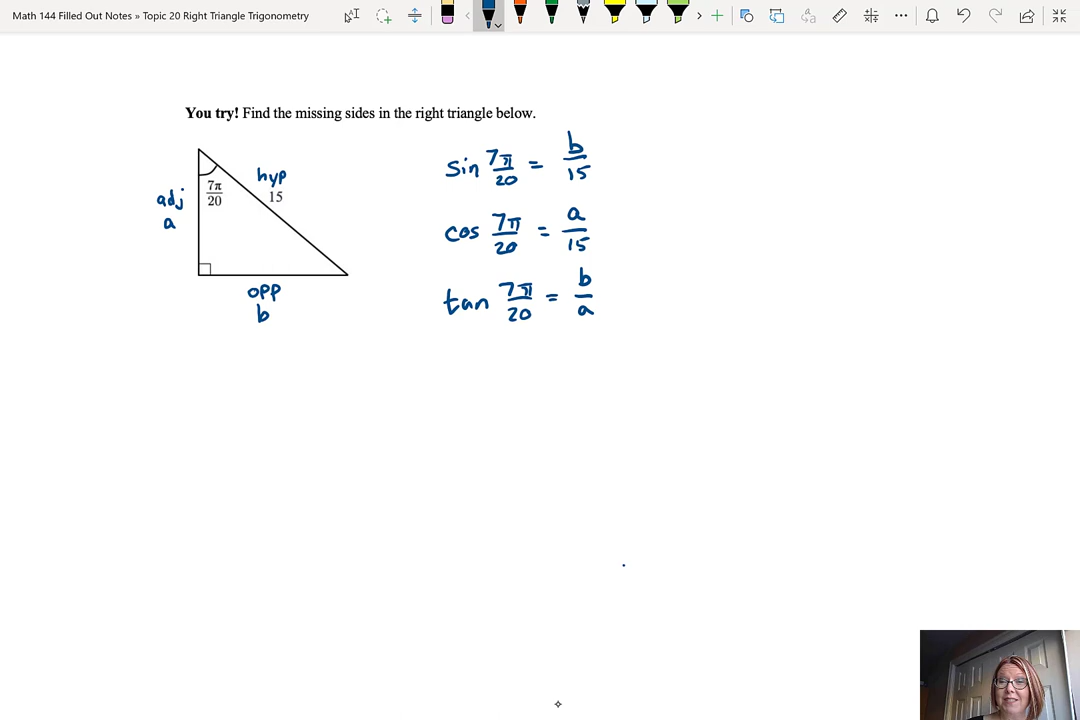 Math 144 Filled Out Notes » Topic 20 Right Triangle Trigonometry
You try! Find the missing sides in the right triangle below.
adj
a
7π
20
hyp
15
opp
b
sin 7π/20 = b/15
cos 7π/20 = a/15
tan 7π/20 = b/a